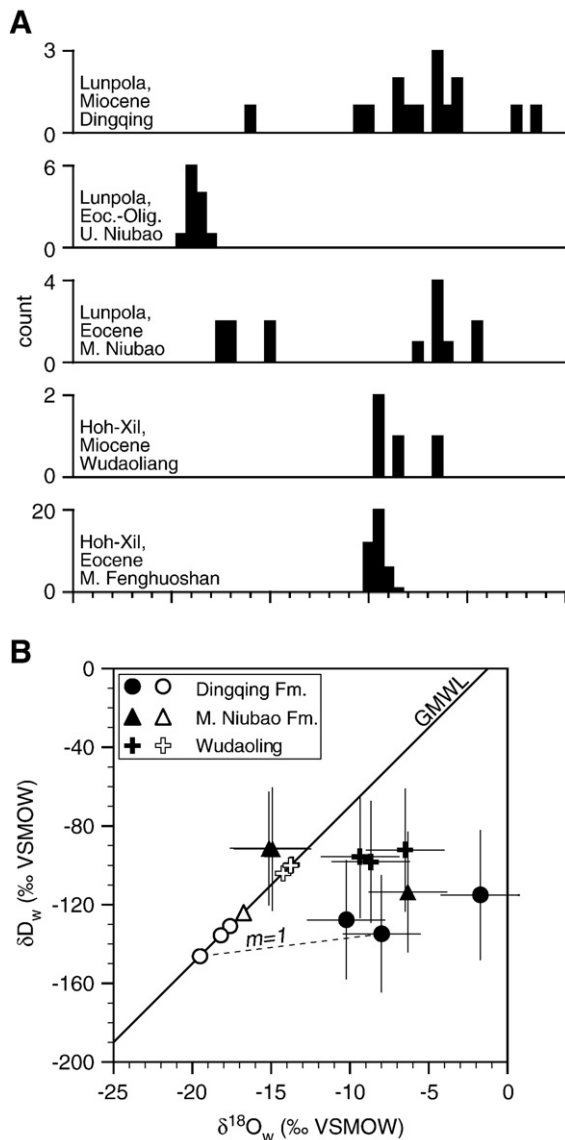 A
3
0
Lunpola,
Miocene
Dingqing
6
0
Lunpola,
Eoc.-Olig.
U. Niubao
4
0
Lunpola,
Eocene
M. Niubao
count
2
0
Hoh-Xil,
Miocene
Wudaoliang
20
0
Hoh-Xil,
Eocene
M. Fenghuoshan
B
0
-40
-80
-120
-160
-200
δD_w (‰ VSMOW)
Dingqing Fm.
M. Niubao Fm.
Wudaoling
GMWL
m=1
-25 -20 -15 -10 -5 0
δ¹⁸O_w (‰ VSMOW)